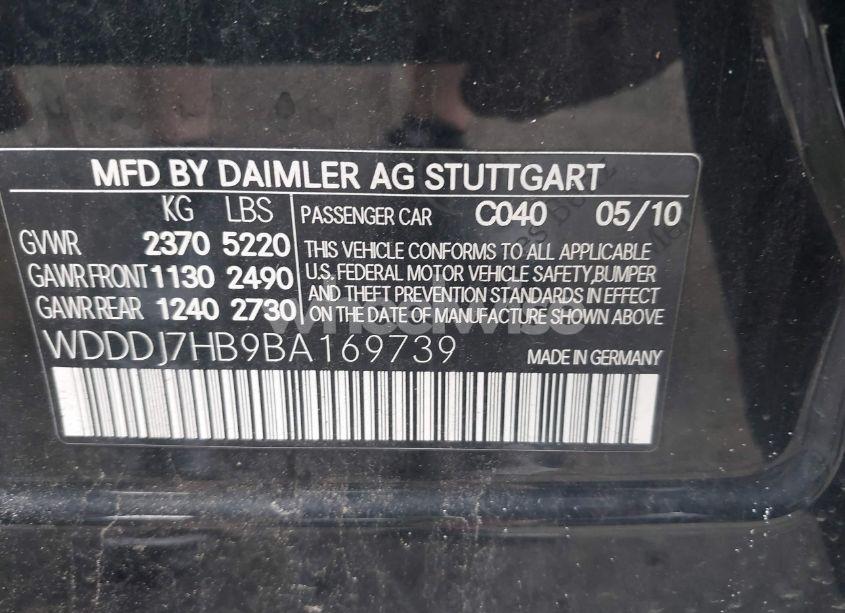 MFD BY DAIMLER AG STUTTGART
KG LBS
GVWR 2370 5220
GAWR FRONT 1130 2490
GAWR REAR 1240 2730
PASSENGER CAR C040 05/10
THIS VEHICLE CONFORMS TO ALL APPLICABLE
U.S. FEDERAL MOTOR VEHICLE SAFETY,BUMPER
AND THEFT PREVENTION STANDARDS IN EFFECT
ON THE DATE OF MANUFACTURE SHOWN ABOVE
WDDDJ7HB9BA169739
MADE IN GERMANY